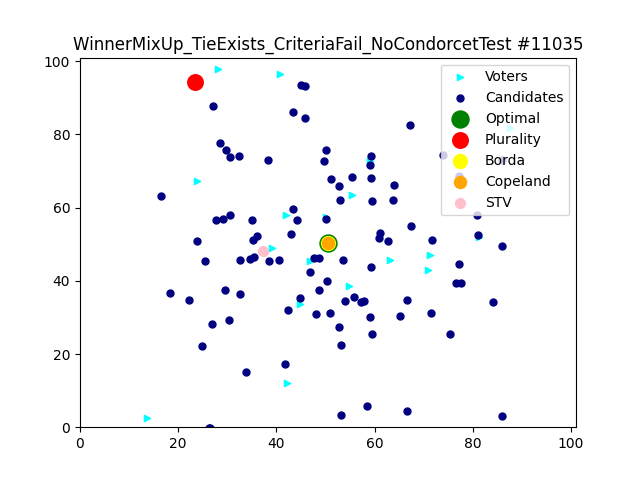 WinnerMixUp_TieExists_CriteriaFail_NoCondorcetTest #11035
100
80
60
40
20
0
0
20
40
60
80
100
Voters
Candidates
Optimal
Plurality
Borda
Copeland
STV